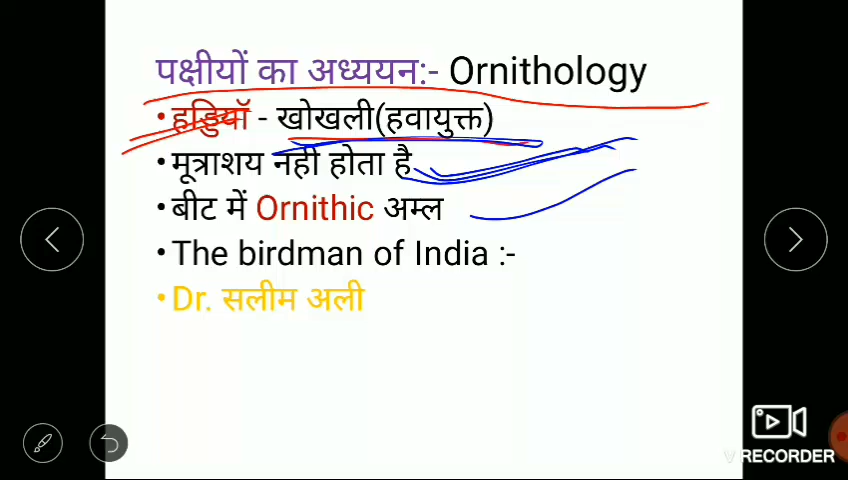 पक्षीयों का अध्ययन:- Ornithology
• हड्डियॉ - खोखली(हवायुक्त)
• मूत्राशय नही होता है
• बीट में Ornithic अम्ल
• The birdman of India :-
• Dr. सलीम अली
V RECORDER